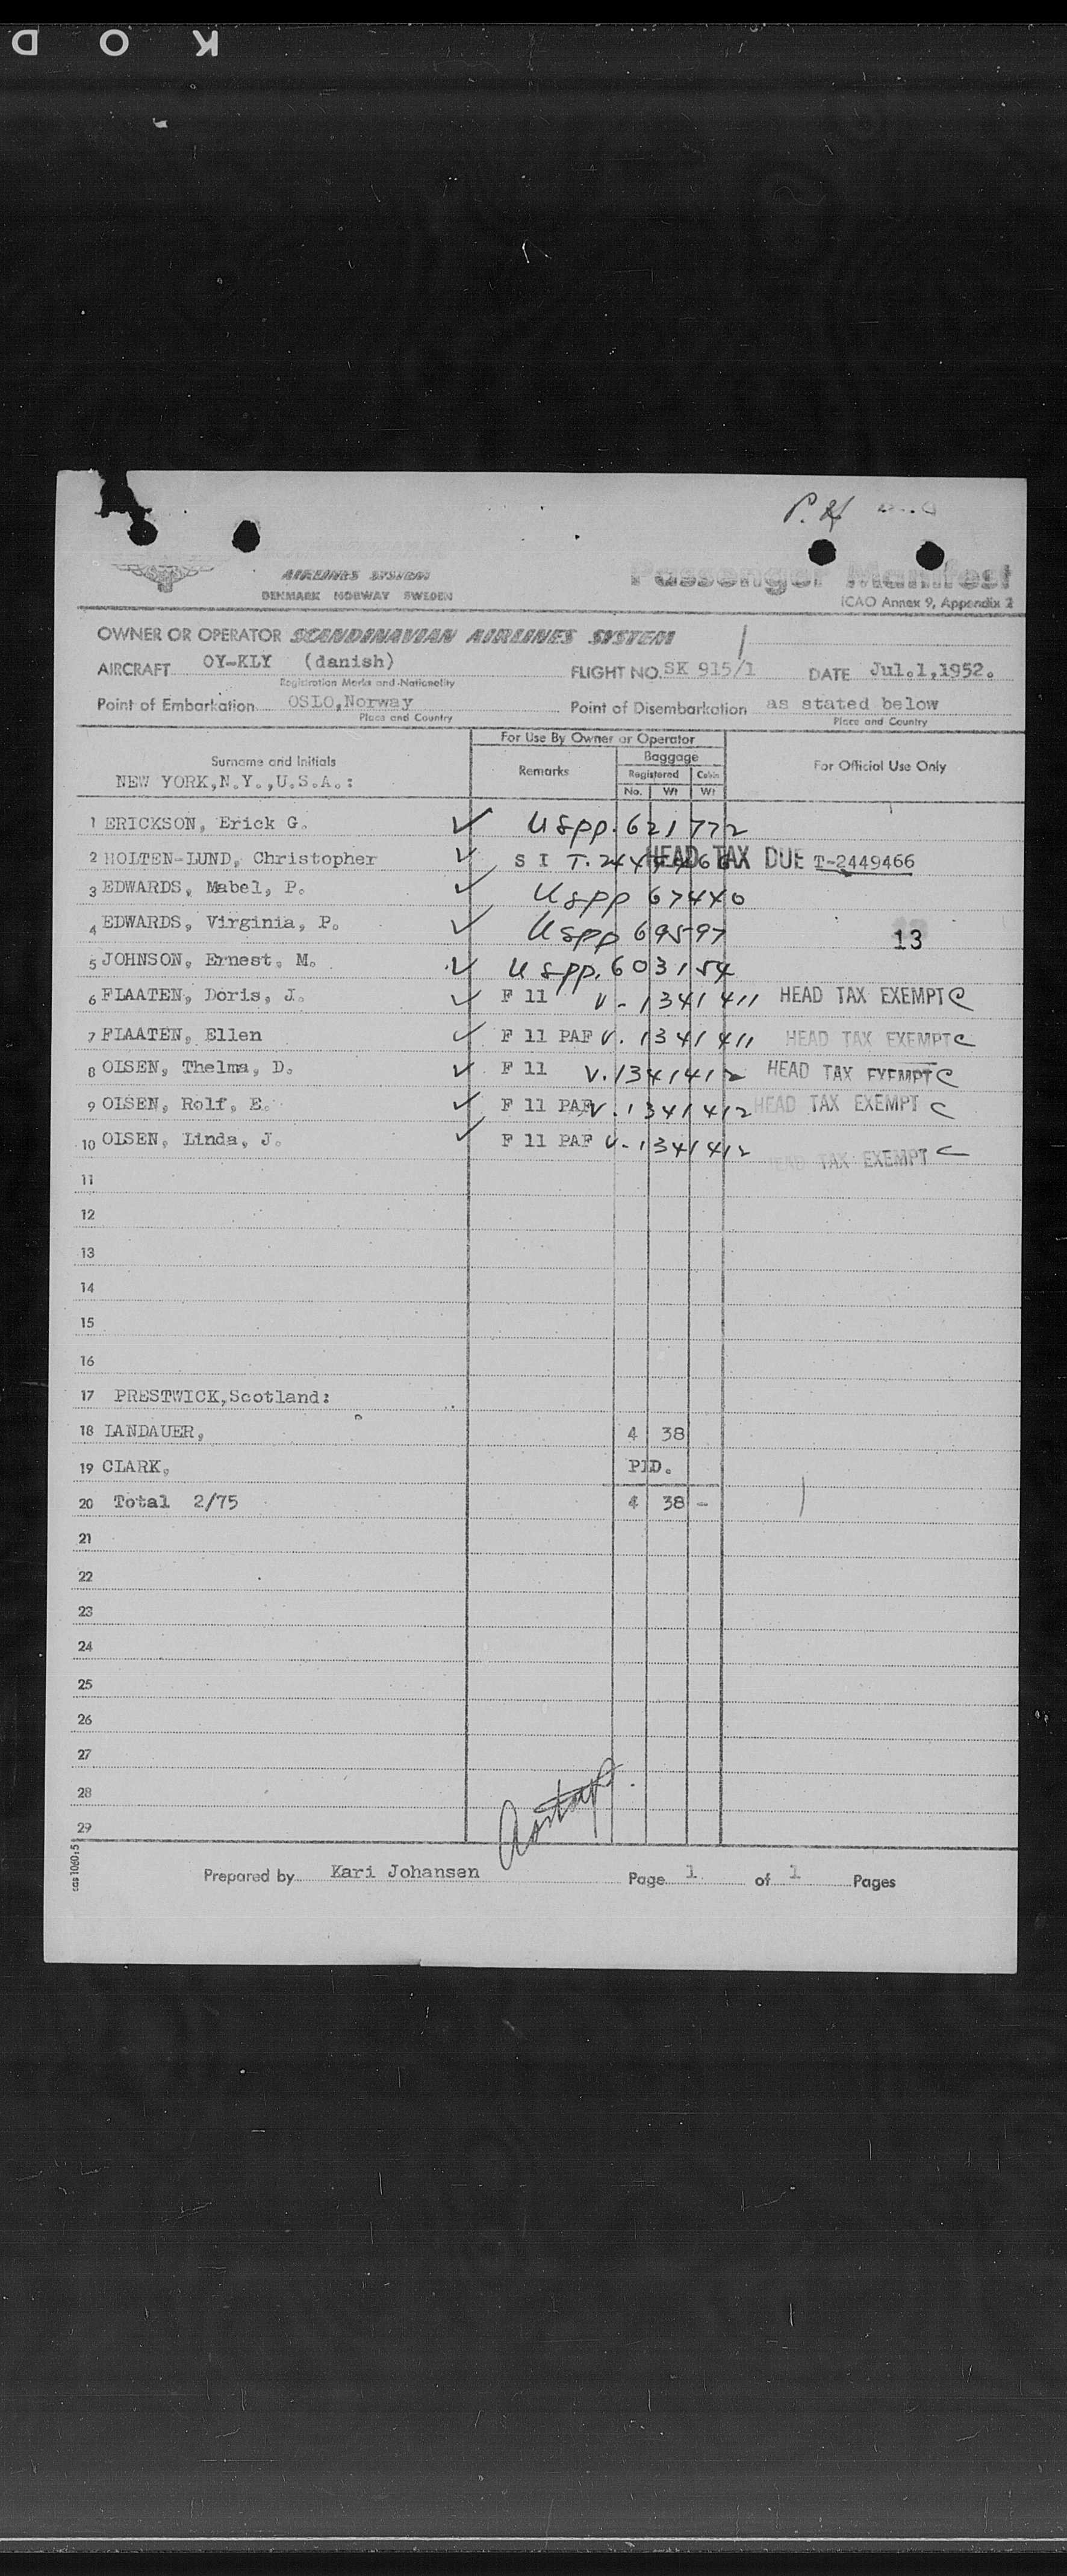 KOD
P. H
AIRLINES SYSTEM
DENMARK NORWAY SWEDEN
Passenger Manifest
ICAO Annex 9, Appendix 2
OWNER OR OPERATOR SCANDINAVIAN AIRLINES SYSTEM
AIRCRAFT OY-KLY (danish) FLIGHT NO. SK 915/1 DATE Jul.1,1952.
Registration Marks and Nationality
Point of Embarkation OSLO,Norway Point of Disembarkation as stated below
Place and Country Place and Country
For Use By Owner or Operator
Surname and Initials Remarks Baggage For Official Use Only
Registered Cabin
NEW YORK,N.Y.,U.S.A.: No. Wt Wt
1 ERICKSON, Erick G. ✓ U Spp. 621772
2 HOLTEN-LUND, Christopher ✓ S I T. 2449466 HEAD TAX DUE T-2449466
3 EDWARDS, Mabel, P. ✓ U spp 67440
4 EDWARDS, Virginia, P. ✓ U spp 69597 13
5 JOHNSON, Ernest, M. ✓ U spp. 603154
6 FLAATEN, Doris, J. ✓ F 11 V-1341411 HEAD TAX EXEMPT C
7 FLAATEN, Ellen ✓ F 11 PAF V. 1341411 HEAD TAX EXEMPT C
8 OLSEN, Thelma, D. ✓ F 11 V. 1341412 HEAD TAX EXEMPT C
9 OLSEN, Rolf, E. ✓ F 11 PAF V. 1341412 HEAD TAX EXEMPT C
10 OLSEN, Linda, J. ✓ F 11 PAF V-1341412 HEAD TAX EXEMPT C
11
12
13
14
15
16
17 PRESTWICK,Scotland:
18 LANDAUER, 4 38
19 CLARK, PID.
20 Total 2/75 4 38 -
21
22
23
24
25
26
27
28
29
Prepared by Kari Johansen Page 1 of 1 Pages